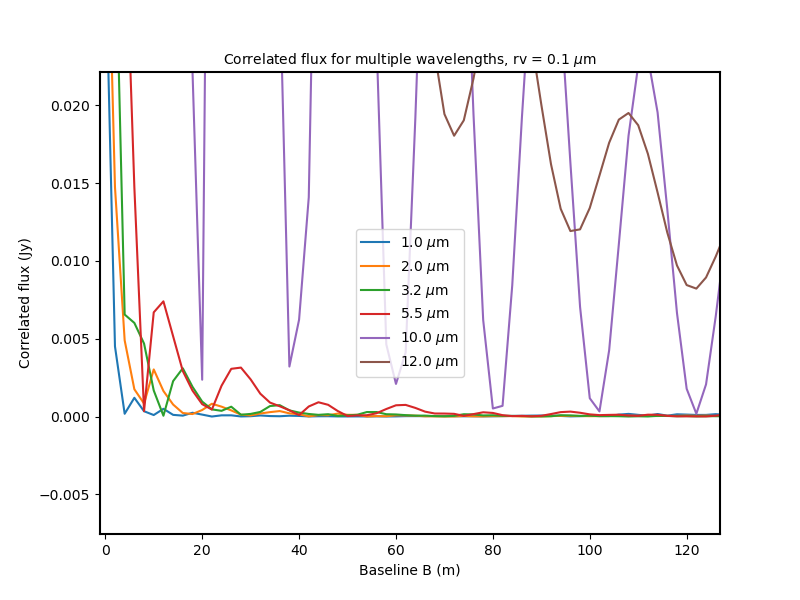 Correlated flux for multiple wavelengths, rv = 0.1 μm
Correlated flux (Jy)
0.020
0.015
0.010
0.005
0.000
−0.005
1.0 μm
2.0 μm
3.2 μm
5.5 μm
10.0 μm
12.0 μm
0 20 40 60 80 100 120
Baseline B (m)